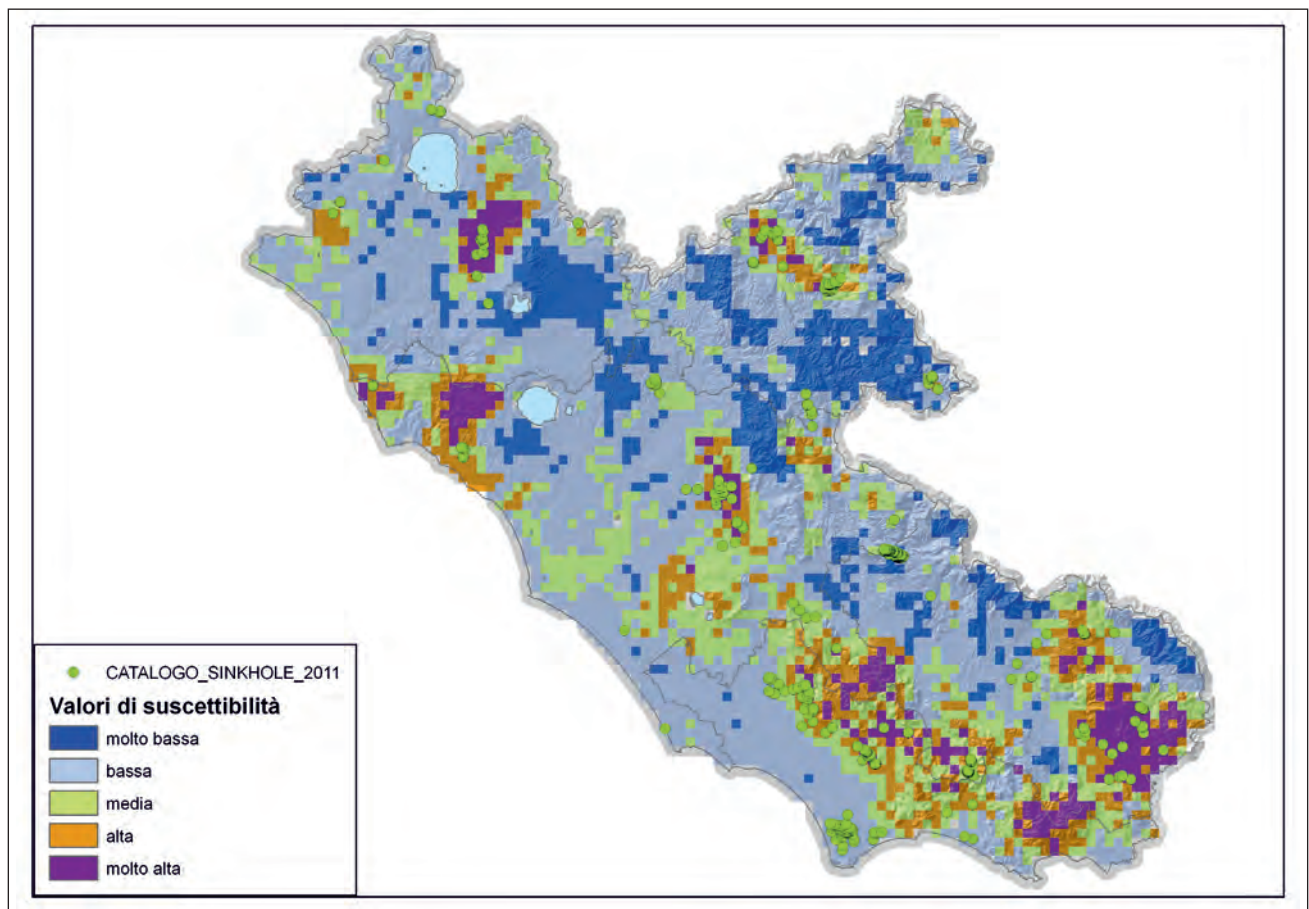 CATALOGO_SINKHOLE_2011
Valori di suscettibilità
molto bassa
bassa
media
alta
molto alta